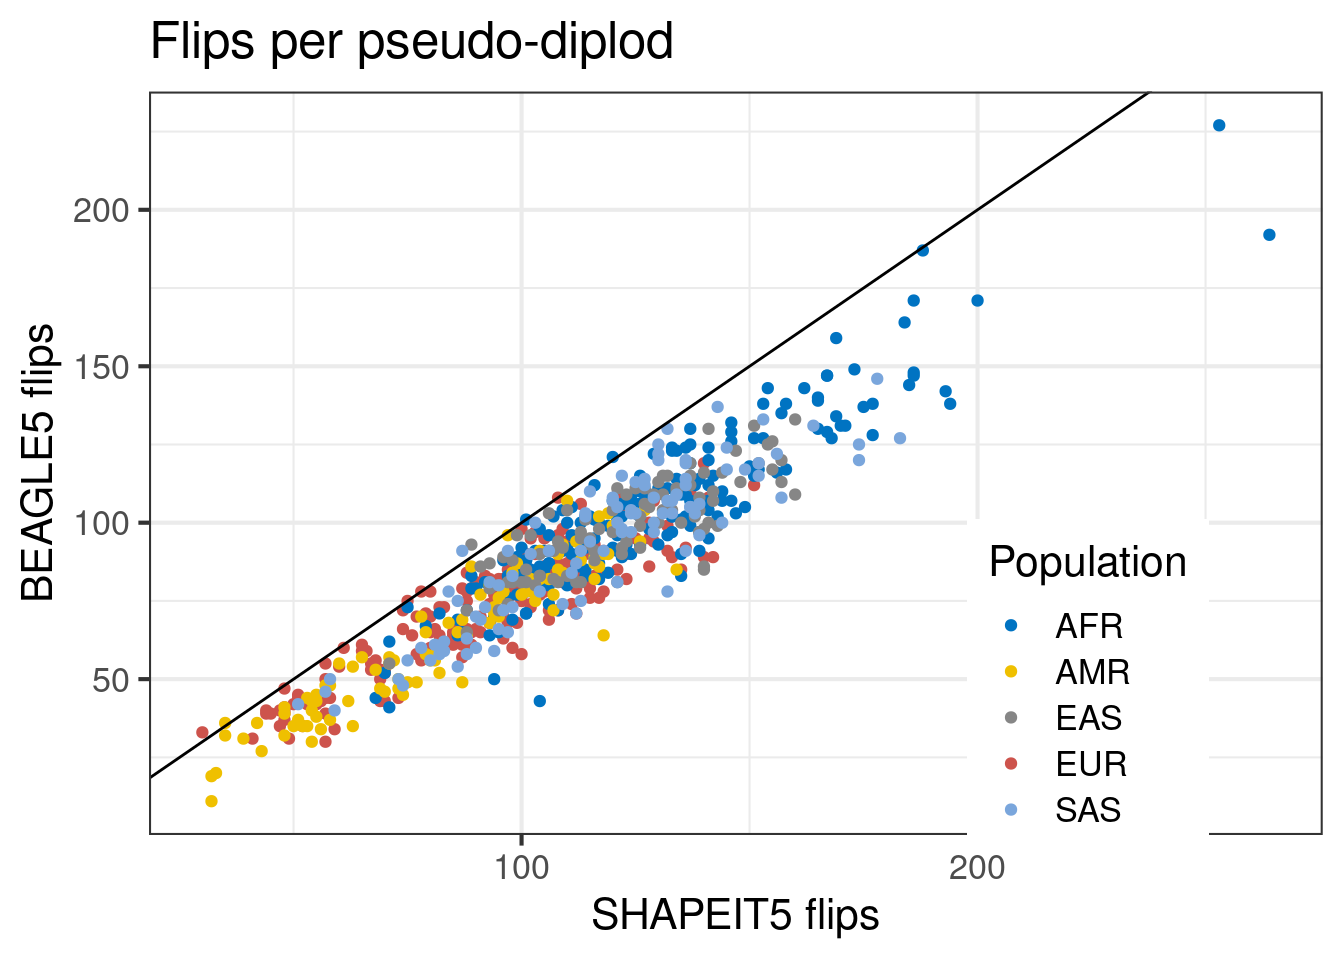 Flips per pseudo-diplod
BEAGLE5 flips
200
150
100
50
100
200
SHAPEIT5 flips
Population
AFR
AMR
EAS
EUR
SAS